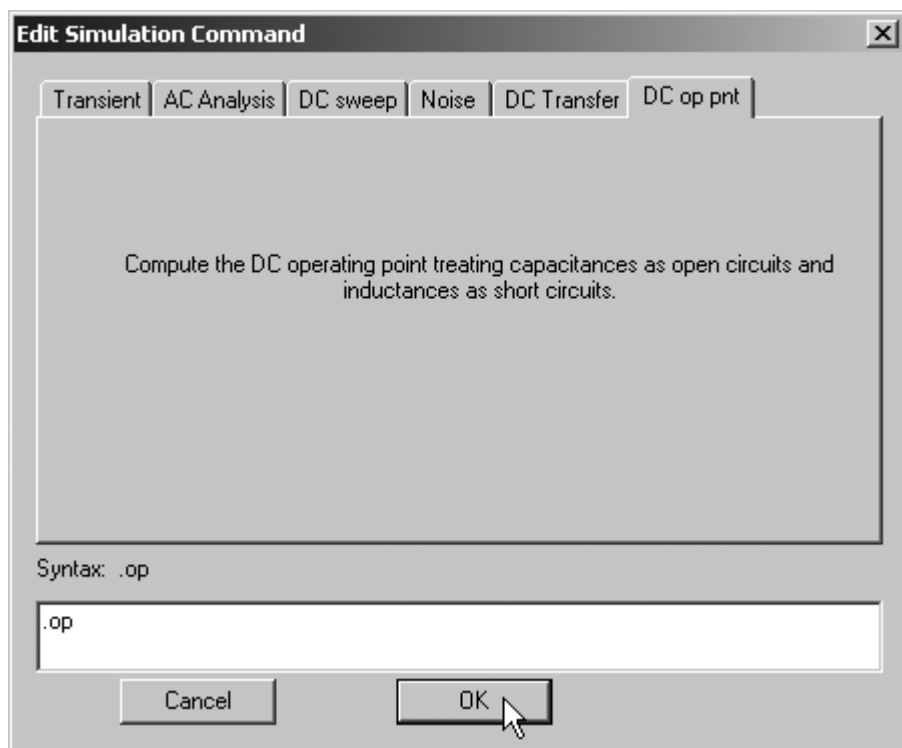 Edit Simulation Command
Transient AC Analysis DC sweep Noise DC Transfer DC op pnt
Compute the DC operating point treating capacitances as open circuits and
inductances as short circuits.
Syntax: .op
.op
Cancel OK